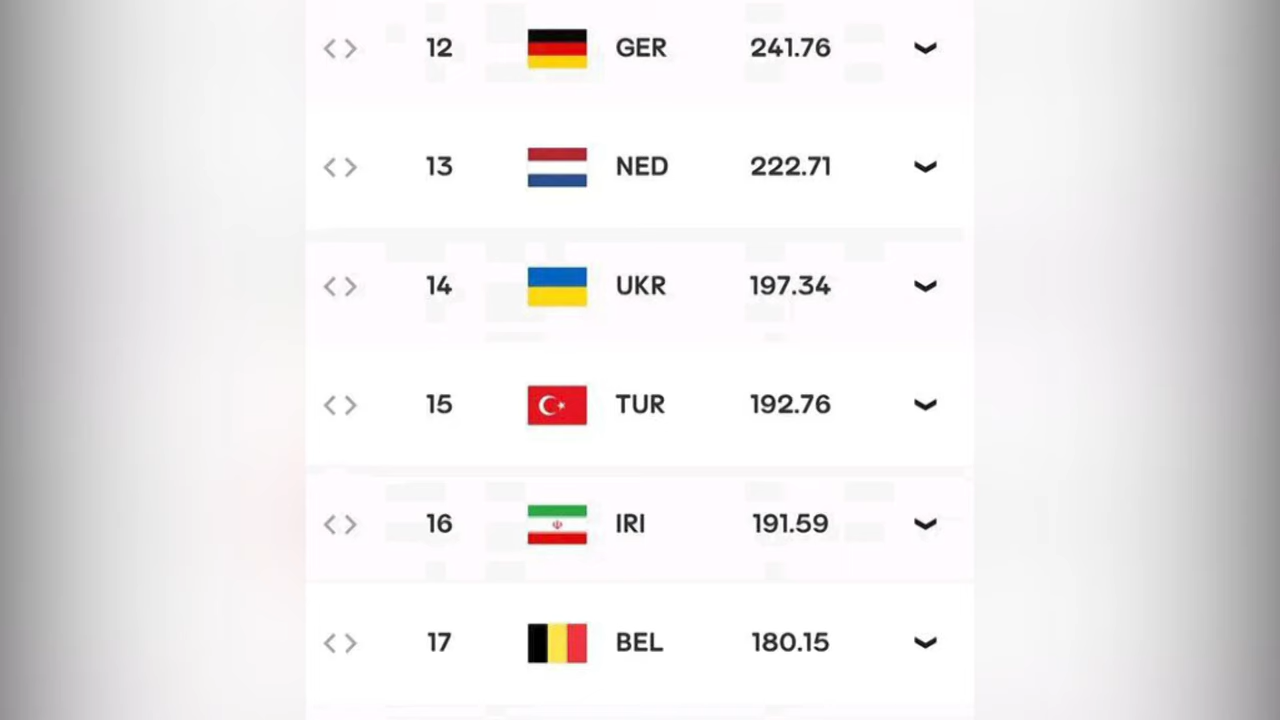 12 GER 241.76
13 NED 222.71
14 UKR 197.34
15 TUR 192.76
16 IRI 191.59
17 BEL 180.15